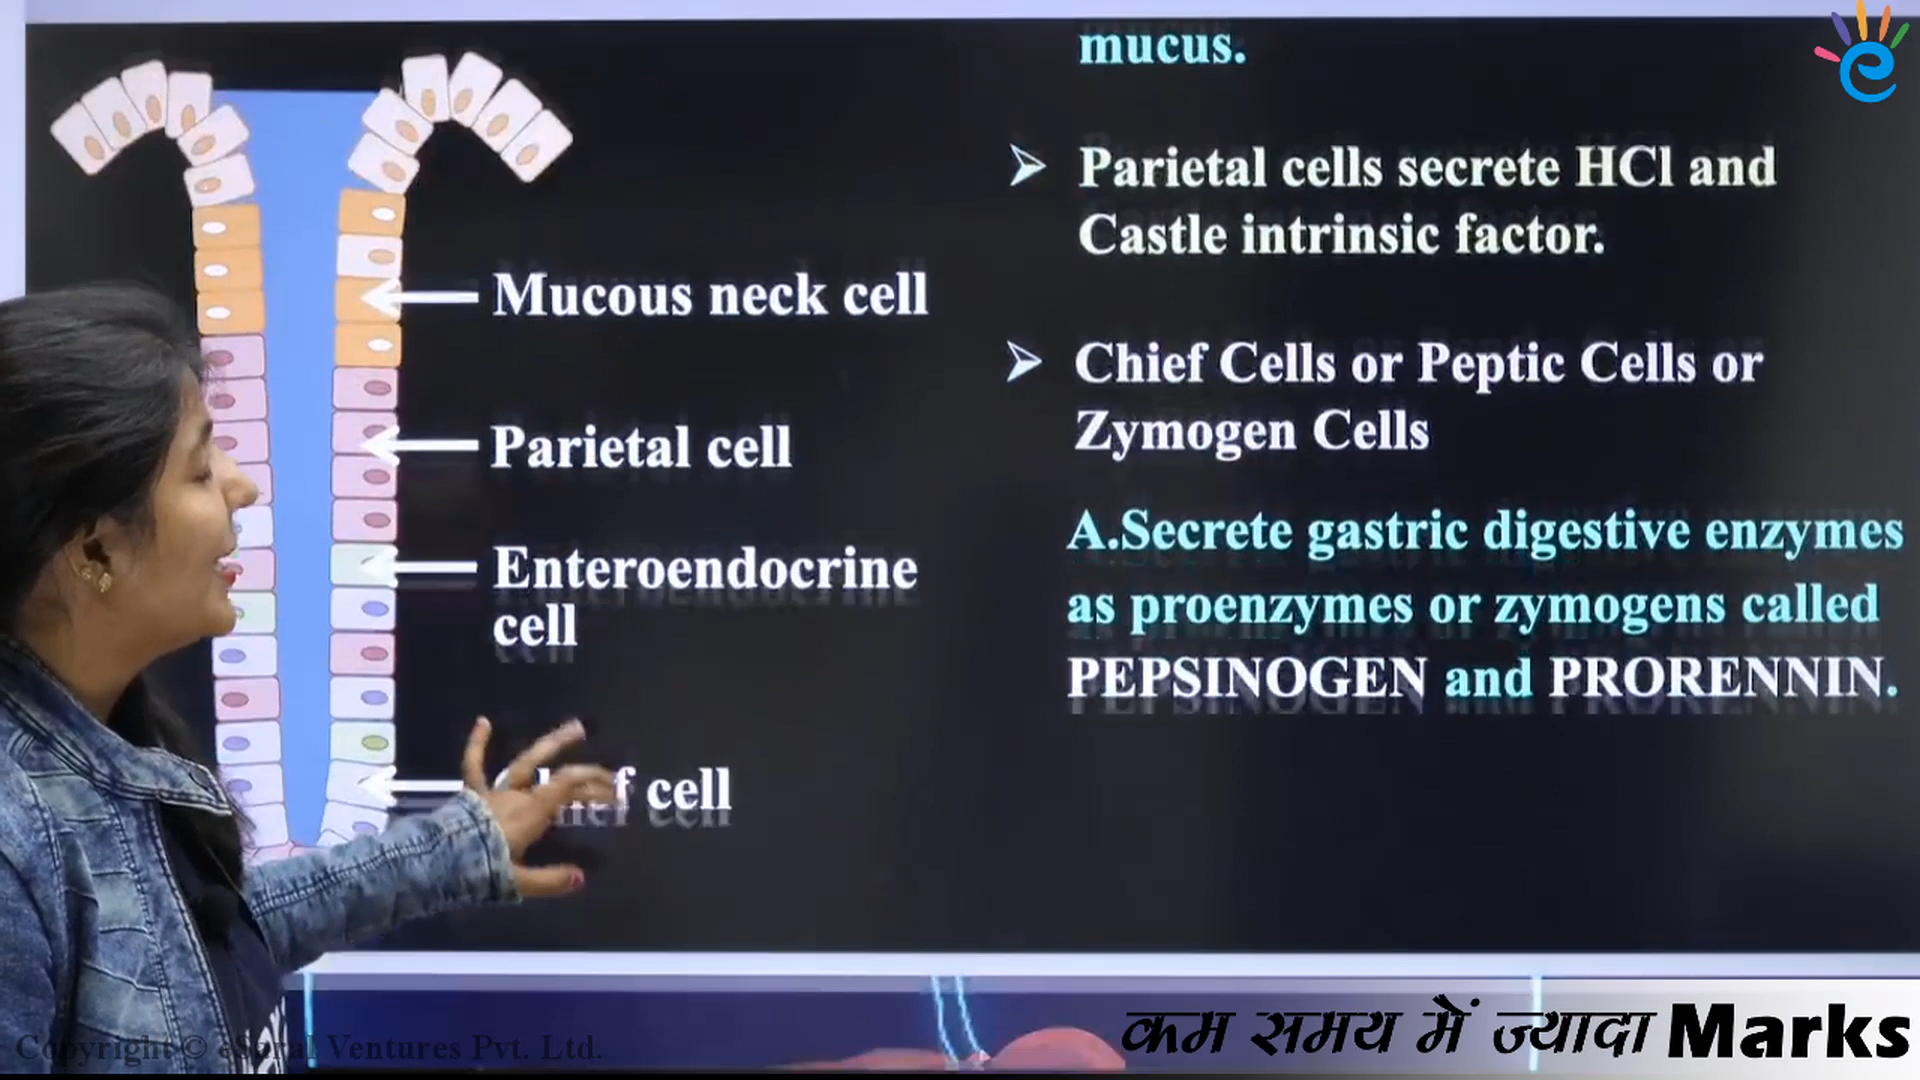 mucus.
Parietal cells secrete HCl and
Castle intrinsic factor.
Mucous neck cell
Chief Cells or Peptic Cells or
Zymogen Cells
Parietal cell
A.Secrete gastric digestive enzymes
as proenzymes or zymogens called
PEPSINOGEN and PRORENNIN.
Enteroendocrine
cell
cell
कम समय में ज्यादा Marks
Copyright © eSaral Ventures Pvt. Ltd.